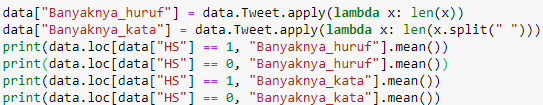 data["Banyaknya_huruf"] = data.Tweet.apply(lambda x: len(x))
data["Banyaknya_kata"] = data.Tweet.apply(lambda x: len(x.split(" ")))
print(data.loc[data["HS"] == 1, "Banyaknya_huruf"].mean())
print(data.loc[data["HS"] == 0, "Banyaknya_huruf"].mean())
print(data.loc[data["HS"] == 1, "Banyaknya_kata"].mean())
print(data.loc[data["HS"] == 0, "Banyaknya_kata"].mean())